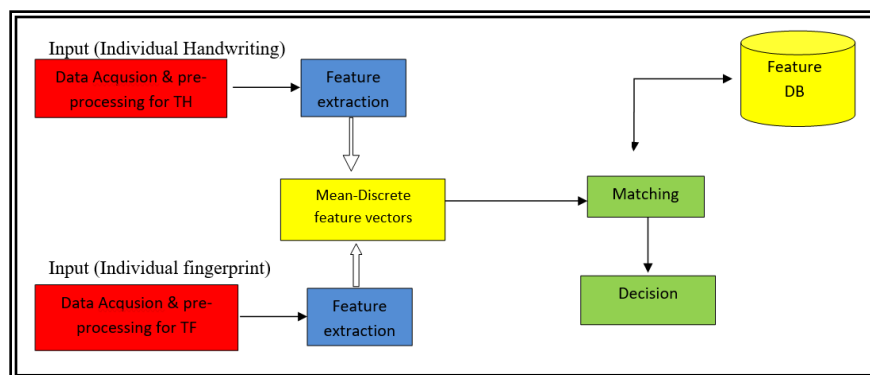 Input (Individual Handwriting)
Data Acqusion & pre-
processing for TH
Feature
extraction
Feature
DB
Mean-Discrete
feature vectors
Matching
Input (Individual fingerprint)
Data Acqusion & pre-
processing for TF
Feature
extraction
Decision